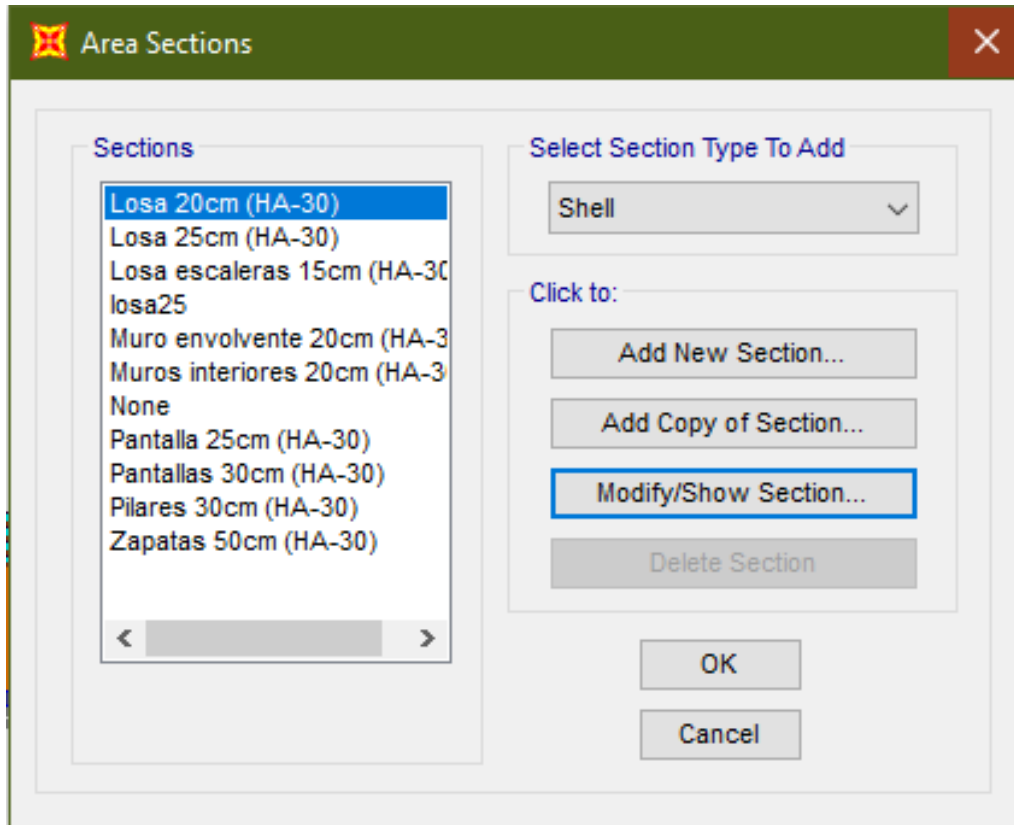 Area Sections
Sections
Losa 20cm (HA-30)
Losa 25cm (HA-30)
Losa escaleras 15cm (HA-30
losa25
Muro envolvente 20cm (HA-3
Muros interiores 20cm (HA-3
None
Pantalla 25cm (HA-30)
Pantallas 30cm (HA-30)
Pilares 30cm (HA-30)
Zapatas 50cm (HA-30)
Select Section Type To Add
Shell
Click to:
Add New Section...
Add Copy of Section...
Modify/Show Section...
Delete Section
OK
Cancel